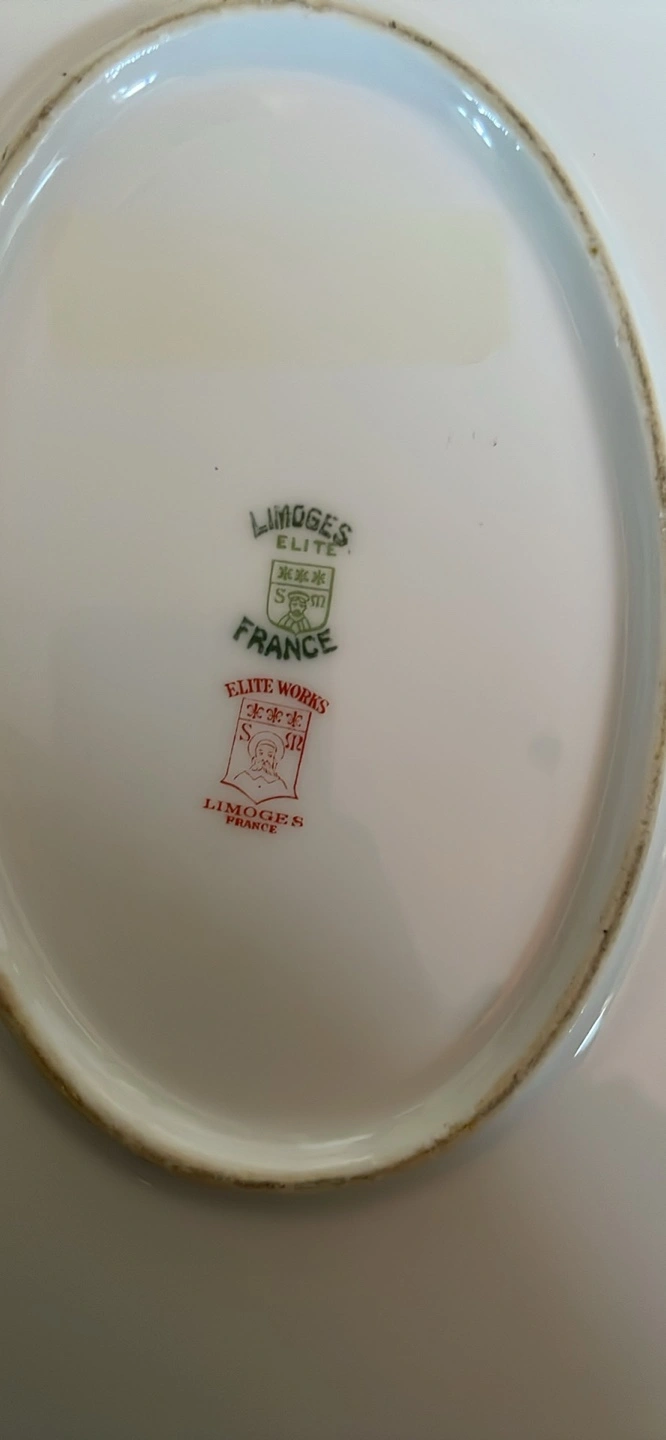 LIMOGES
ELITE
S M
FRANCE
ELITE WORKS
S M
LIMOGES
FRANCE